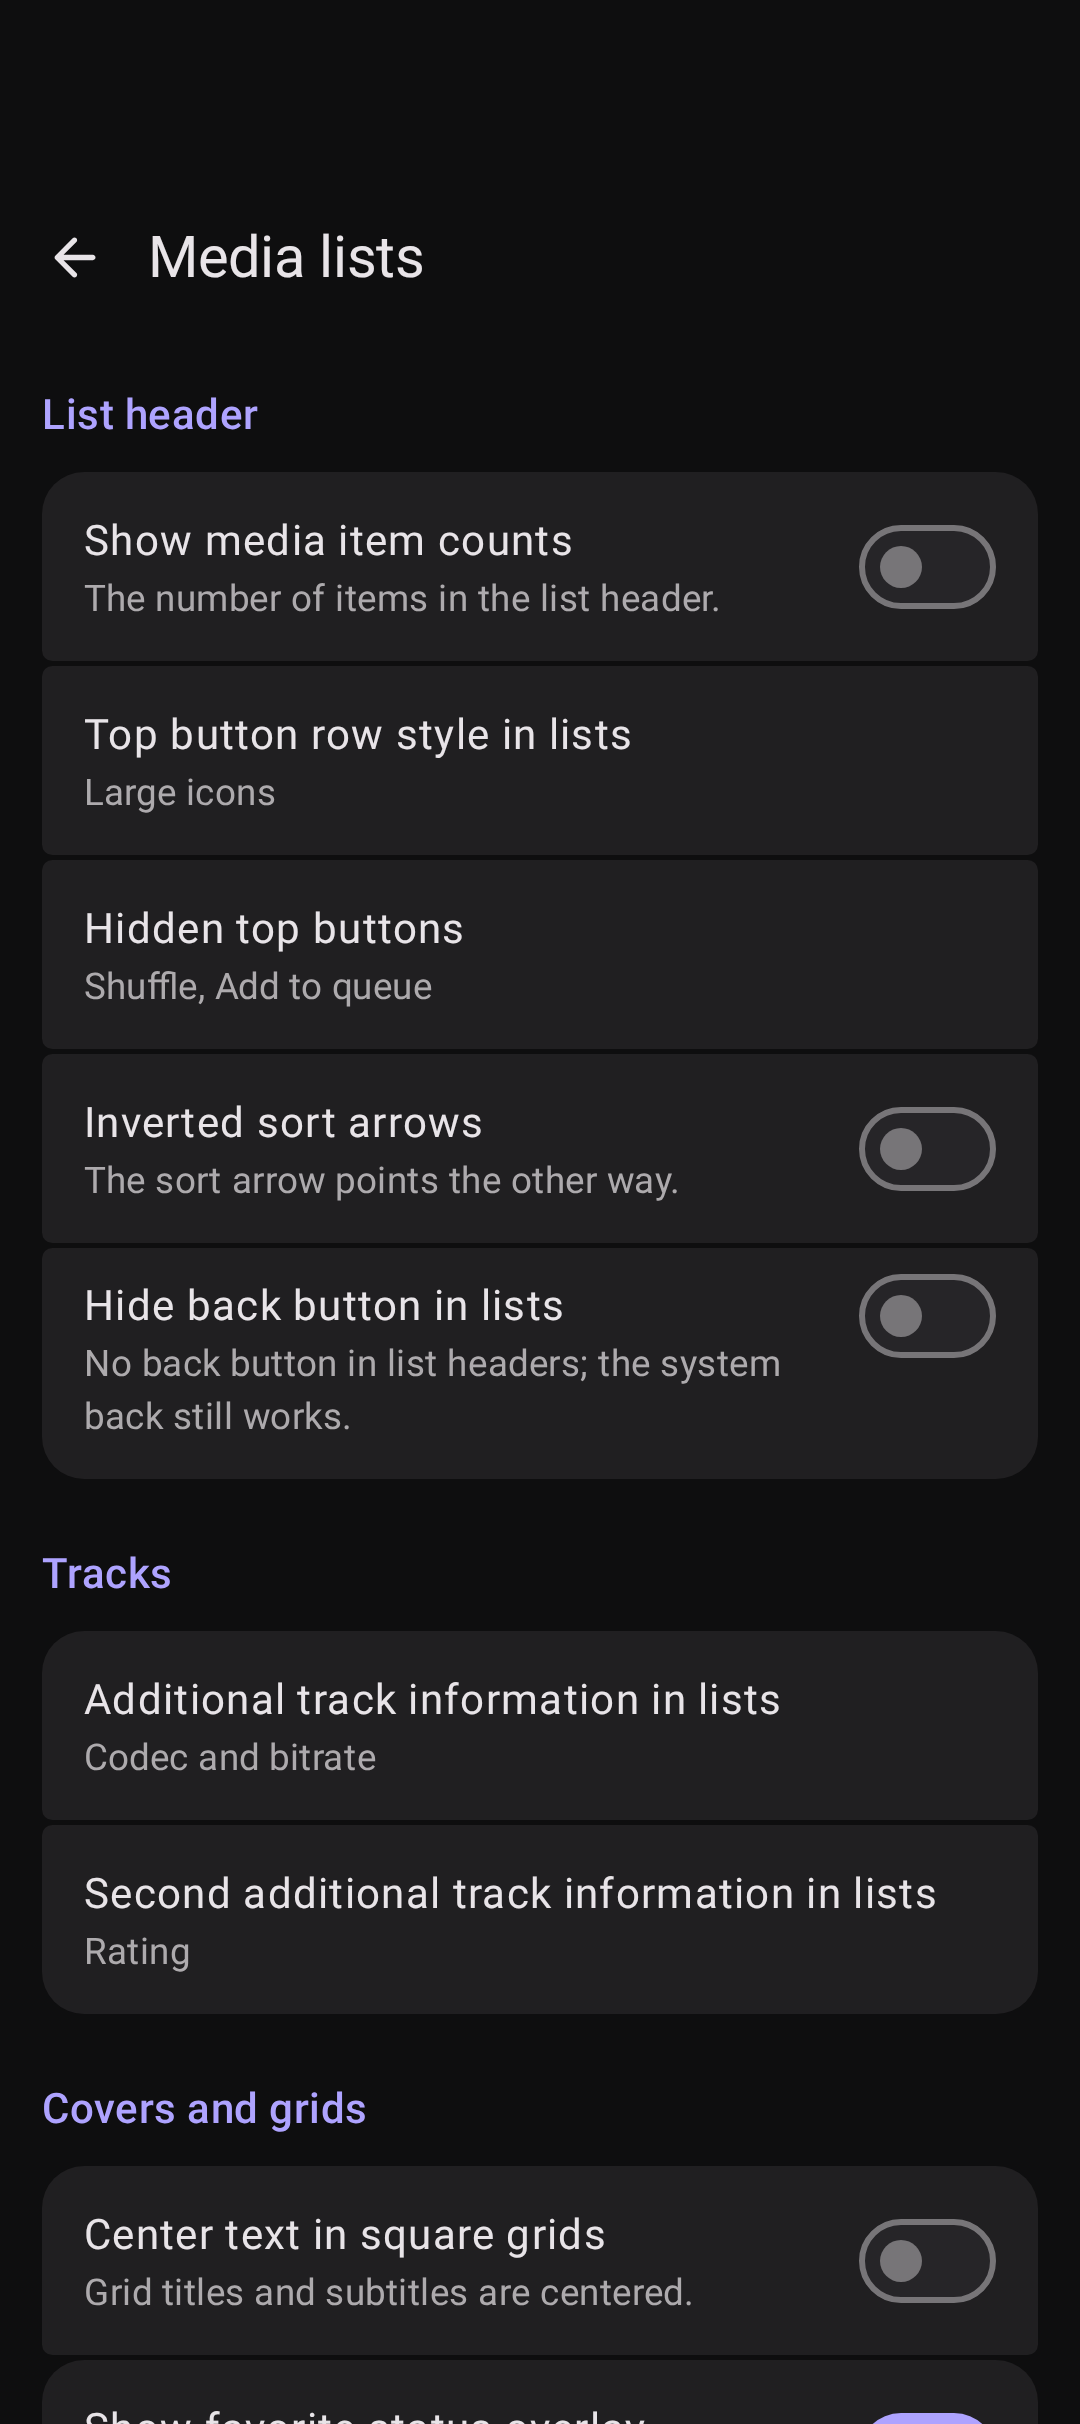 Media lists
List header
Show media item counts
The number of items in the list header.
Top button row style in lists
Large icons
Hidden top buttons
Shuffle, Add to queue
Inverted sort arrows
The sort arrow points the other way.
Hide back button in lists
No back button in list headers; the system
back still works.
Tracks
Additional track information in lists
Codec and bitrate
Second additional track information in lists
Rating
Covers and grids
Center text in square grids
Grid titles and subtitles are centered.
Show favorite status overlay